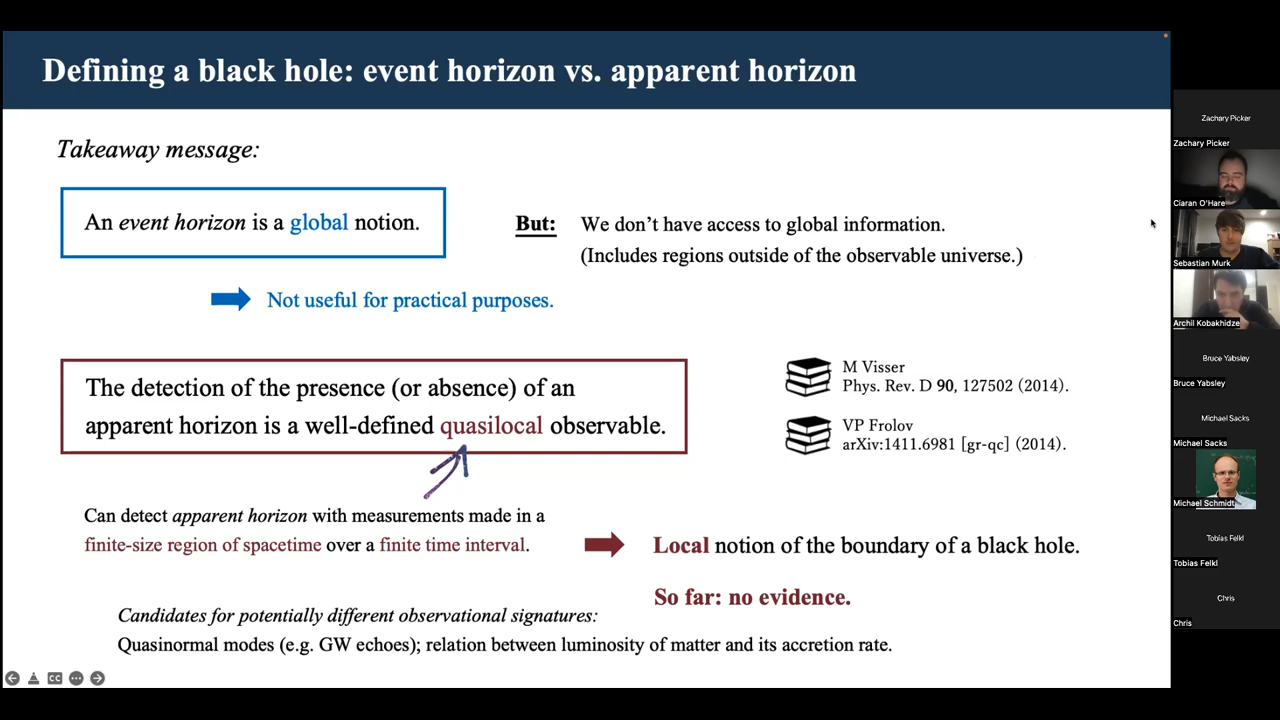 Defining a black hole: event horizon vs. apparent horizon
Takeaway message:
An event horizon is a global notion.
But: We don’t have access to global information.
(Includes regions outside of the observable universe.)
Not useful for practical purposes.
The detection of the presence (or absence) of an
apparent horizon is a well-defined quasilocal observable.
M Visser
Phys. Rev. D 90, 127502 (2014).
VP Frolov
arXiv:1411.6981 [gr-qc] (2014).
Can detect apparent horizon with measurements made in a
finite-size region of spacetime over a finite time interval.
Local notion of the boundary of a black hole.
So far: no evidence.
Candidates for potentially different observational signatures:
Quasinormal modes (e.g. GW echoes); relation between luminosity of matter and its accretion rate.
CC
Zachary Picker
Zachary Picker
Ciaran O'Hare
Sebastian Murk
Archil Kobakhidze
Bruce Yabsley
Bruce Yabsley
Michael Sacks
Michael Sacks
Michael Schmidt
Tobias Felkl
Tobias Felkl
Chris
Chris